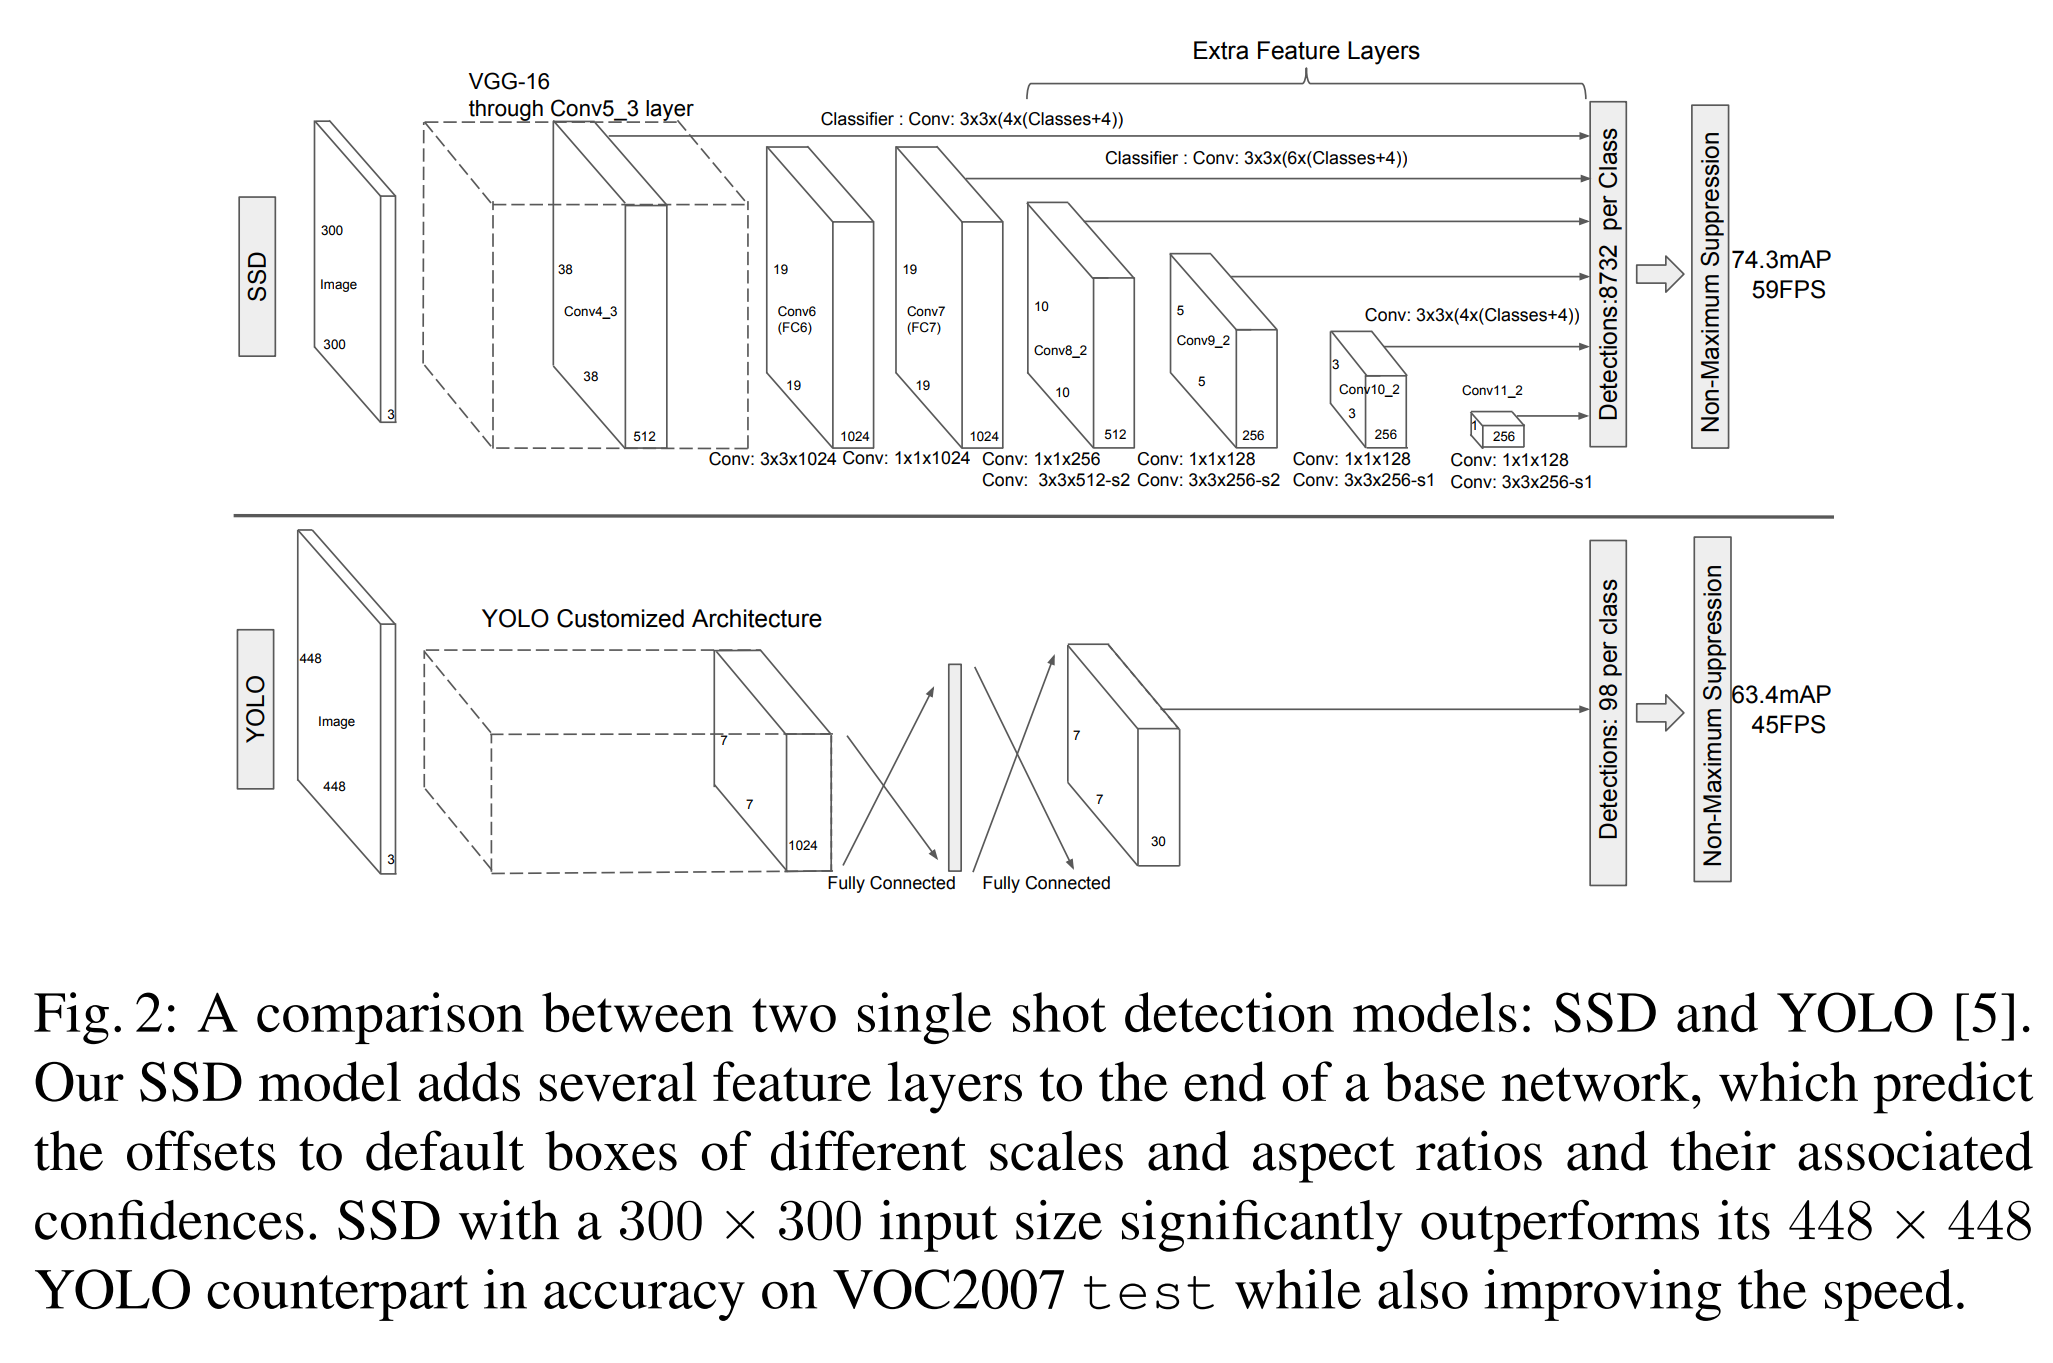 Extra Feature Layers
VGG-16
through Conv5_3 layer
Classifier : Conv: 3x3x(4x(Classes+4))
Classifier : Conv: 3x3x(6x(Classes+4))
SSD
300
Image
300
3
38
Conv4_3
38
512
19
Conv6
(FC6)
19
1024
19
Conv7
(FC7)
19
1024
10
Conv8_2
10
512
5
Conv9_2
5
256
Conv: 3x3x(4x(Classes+4))
3
Conv10_2
3
256
Conv11_2
1
256
Conv: 3x3x1024
Conv: 1x1x1024
Conv: 1x1x256
Conv: 3x3x512-s2
Conv: 1x1x128
Conv: 3x3x256-s2
Conv: 1x1x128
Conv: 3x3x256-s1
Conv: 1x1x128
Conv: 3x3x256-s1
Detections:8732 per Class
Non-Maximum Suppression
74.3mAP
59FPS
YOLO
448
Image
448
3
YOLO Customized Architecture
7
7
1024
Fully Connected
Fully Connected
7
7
30
Detections: 98 per class
Non-Maximum Suppression
63.4mAP
45FPS
Fig. 2: A comparison between two single shot detection models: SSD and YOLO [5].
Our SSD model adds several feature layers to the end of a base network, which predict
the offsets to default boxes of different scales and aspect ratios and their associated
confidences. SSD with a 300 × 300 input size significantly outperforms its 448 × 448
YOLO counterpart in accuracy on VOC2007 test while also improving the speed.